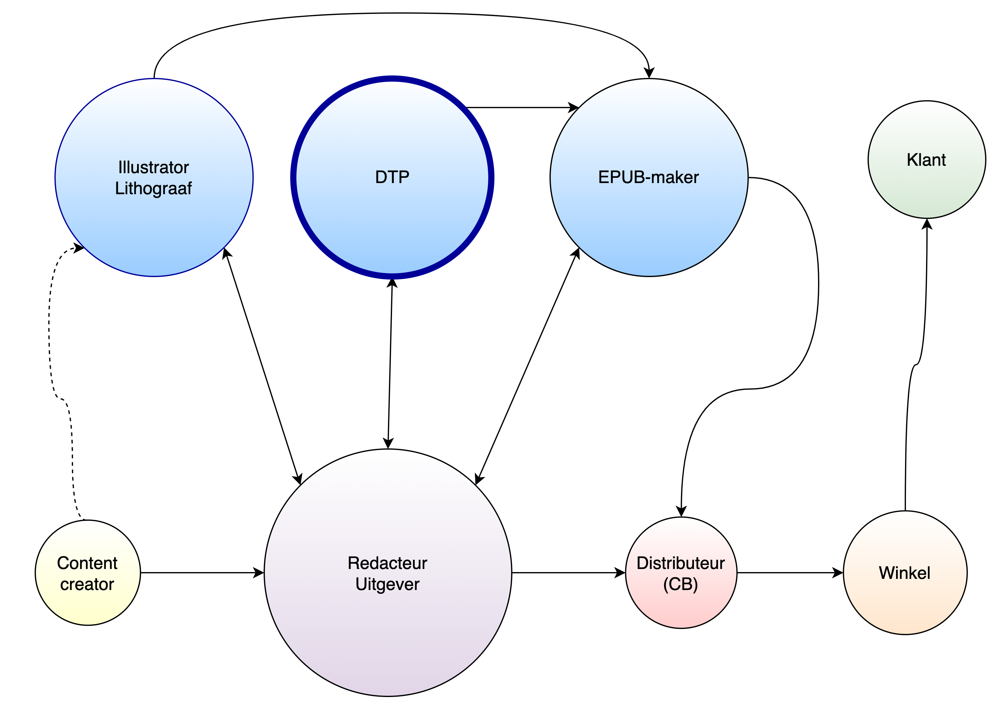 Illustrator
Lithograaf
DTP
EPUB-maker
Klant
Content
creator
Redacteur
Uitgever
Distributeur
(CB)
Winkel